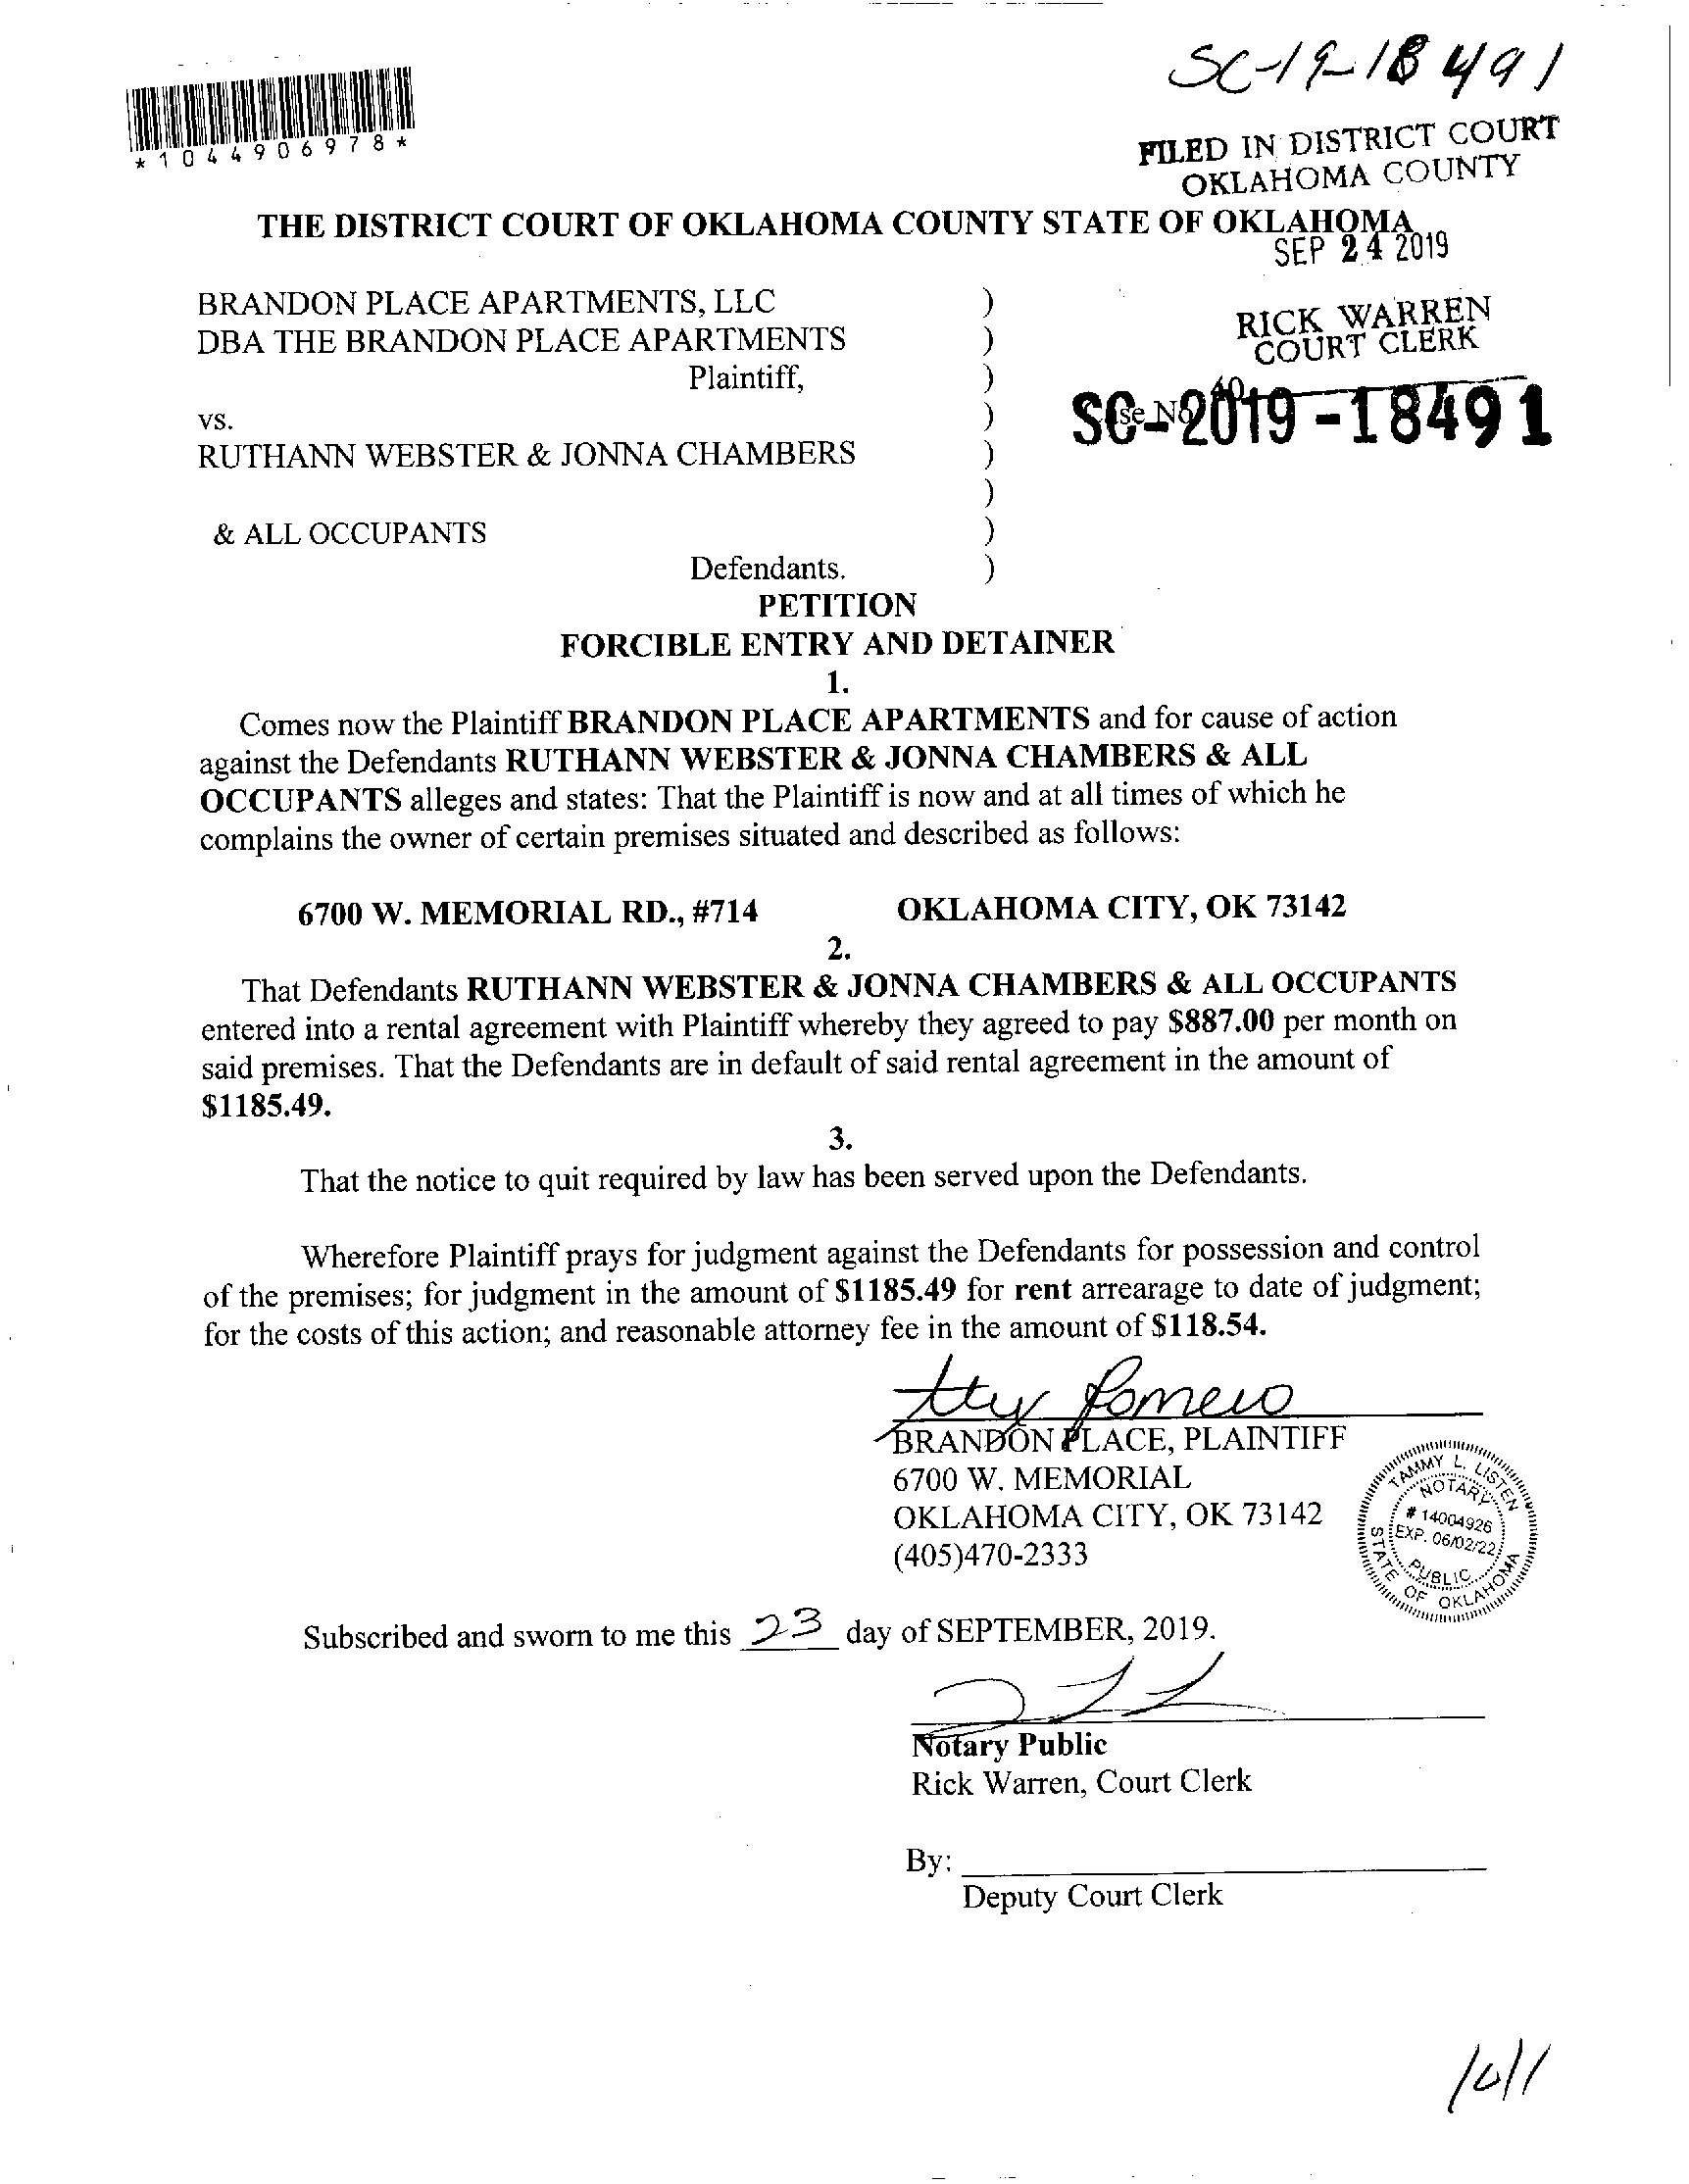 SC-19-18491
*1044906978*
FILED IN DISTRICT COURT
OKLAHOMA COUNTY
THE DISTRICT COURT OF OKLAHOMA COUNTY STATE OF OKLAHOMA
SEP 24 2019
BRANDON PLACE APARTMENTS, LLC )
DBA THE BRANDON PLACE APARTMENTS )
RICK WARREN
COURT CLERK
Plaintiff, )
40
vs. )
SC-2019-18491
RUTHANN WEBSTER & JONNA CHAMBERS )
)
& ALL OCCUPANTS )
Defendants. )
PETITION
FORCIBLE ENTRY AND DETAINER
1.
Comes now the Plaintiff BRANDON PLACE APARTMENTS and for cause of action
against the Defendants RUTHANN WEBSTER & JONNA CHAMBERS & ALL
OCCUPANTS alleges and states: That the Plaintiff is now and at all times of which he
complains the owner of certain premises situated and described as follows:
6700 W. MEMORIAL RD., #714 OKLAHOMA CITY, OK 73142
2.
That Defendants RUTHANN WEBSTER & JONNA CHAMBERS & ALL OCCUPANTS
entered into a rental agreement with Plaintiff whereby they agreed to pay $887.00 per month on
said premises. That the Defendants are in default of said rental agreement in the amount of
$1185.49.
3.
That the notice to quit required by law has been served upon the Defendants.
Wherefore Plaintiff prays for judgment against the Defendants for possession and control
of the premises; for judgment in the amount of $1185.49 for rent arrearage to date of judgment;
for the costs of this action; and reasonable attorney fee in the amount of $118.54.
BRANDON PLACE, PLAINTIFF
6700 W. MEMORIAL
OKLAHOMA CITY, OK 73142
(405)470-2333
TAMMY L. LISTEN
NOTARY
# 14004926
EXP. 06/02/22
PUBLIC
STATE OF OKLAHOMA
Subscribed and sworn to me this 23 day of SEPTEMBER, 2019.
Notary Public
Rick Warren, Court Clerk
By:
Deputy Court Clerk
10/1